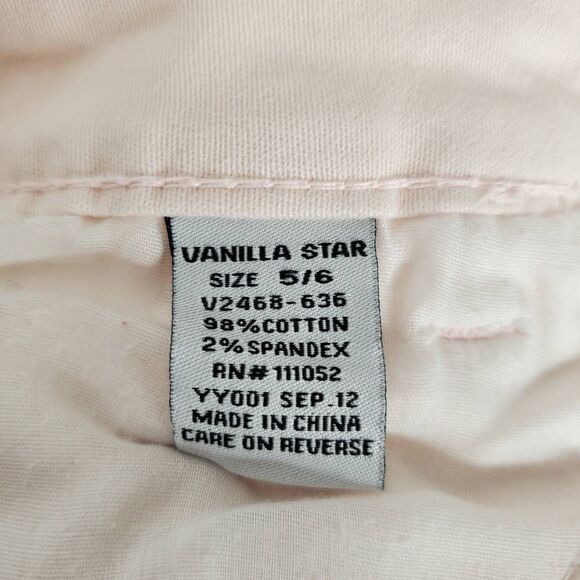 VANILLA STAR
SIZE 5/6
V2468-636
98%COTTON
2%SPANDEX
RN# 111052
YY001 SEP.12
MADE IN CHINA
CARE ON REVERSE